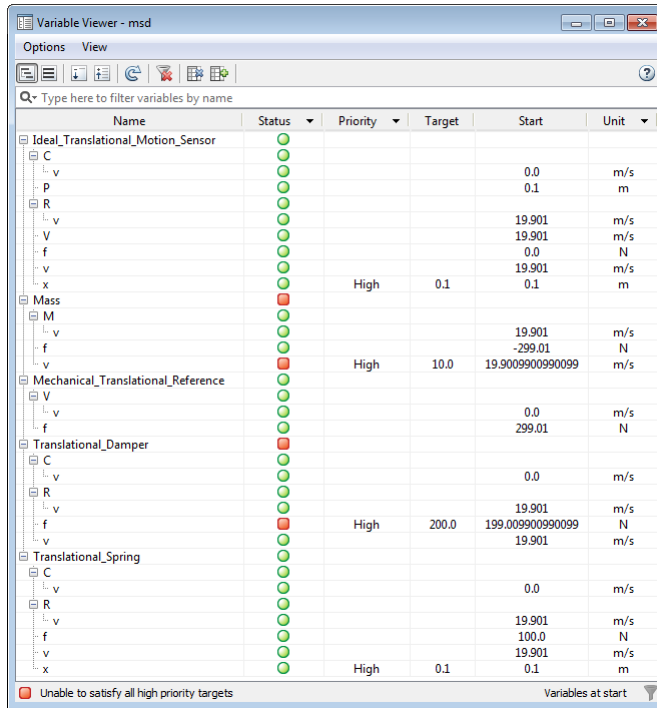 Variable Viewer - msd
Options View
Type here to filter variables by name
Name Status Priority Target Start Unit
Ideal_Translational_Motion_Sensor
C
v 0.0 m/s
P 0.1 m
R
v 19.901 m/s
V 19.901 m/s
f 0.0 N
v 19.901 m/s
x High 0.1 0.1 m
Mass
M
v 19.901 m/s
f -299.01 N
v High 10.0 19.9009900990099 m/s
Mechanical_Translational_Reference
V
v 0.0 m/s
f 299.01 N
Translational_Damper
C
v 0.0 m/s
R
v 19.901 m/s
f High 200.0 199.009900990099 N
v 19.901 m/s
Translational_Spring
C
v 0.0 m/s
R
v 19.901 m/s
f 100.0 N
v 19.901 m/s
x High 0.1 0.1 m
Unable to satisfy all high priority targets Variables at start